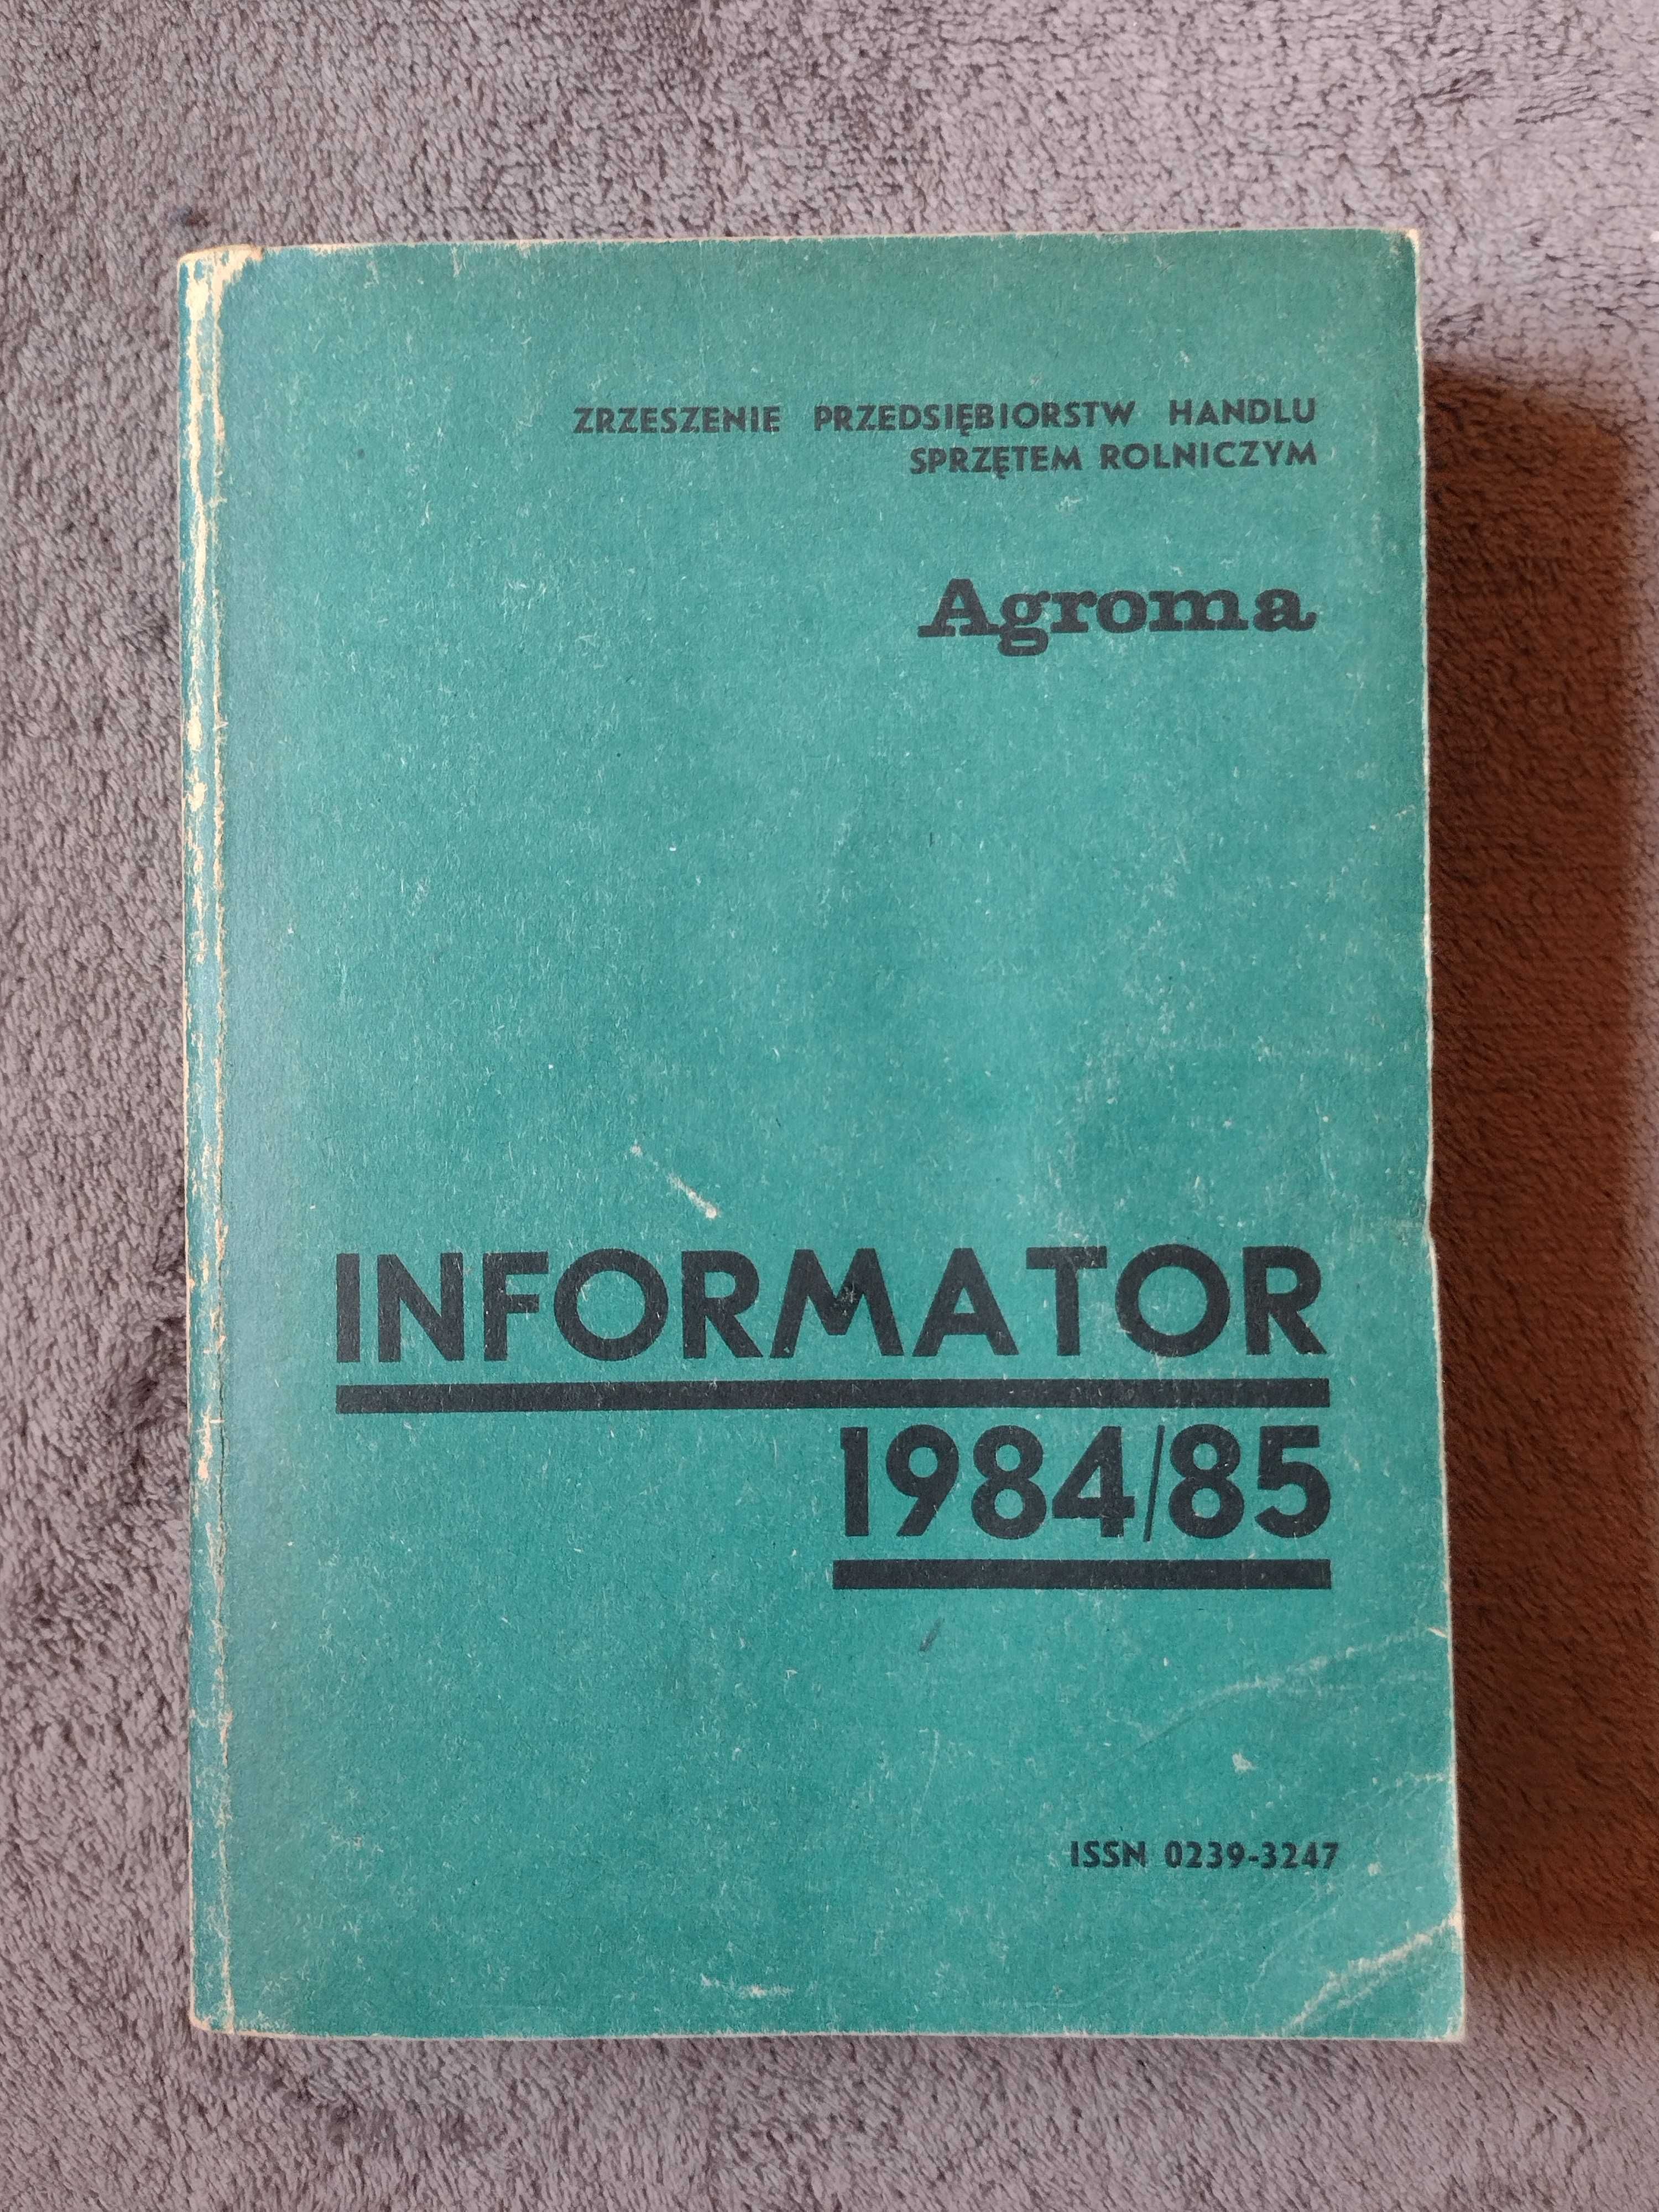 ZRZESZENIE PRZEDSIĘBIORSTW HANDLU
SPRZĘTEM ROLNICZYM
Agroma
INFORMATOR
1984/85
ISSN 0239-3247